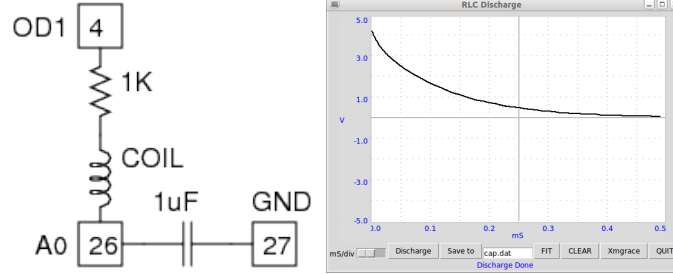 OD1
4
1K
COIL
1uF
GND
A0
26
27
RLC Discharge
5.0
3.0
1.0
V
-1.0
-3.0
-5.0
0.0 0.1 0.2 0.3 0.4 0.5
mS
mS/div Discharge Save to cap.dat FIT CLEAR Xmgrace QUIT
Discharge Done